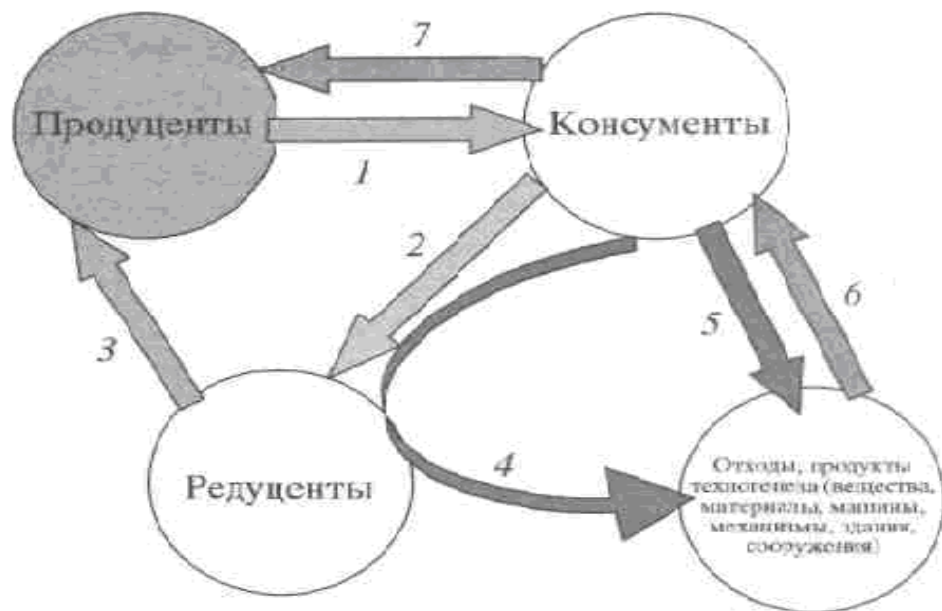 7
Продуценты
Консументы
1
2
3
4
5
6
Редуценты
Отходы, продукты
техногенеза (вещества,
материалы, машины,
механизмы, здания,
сооружения)